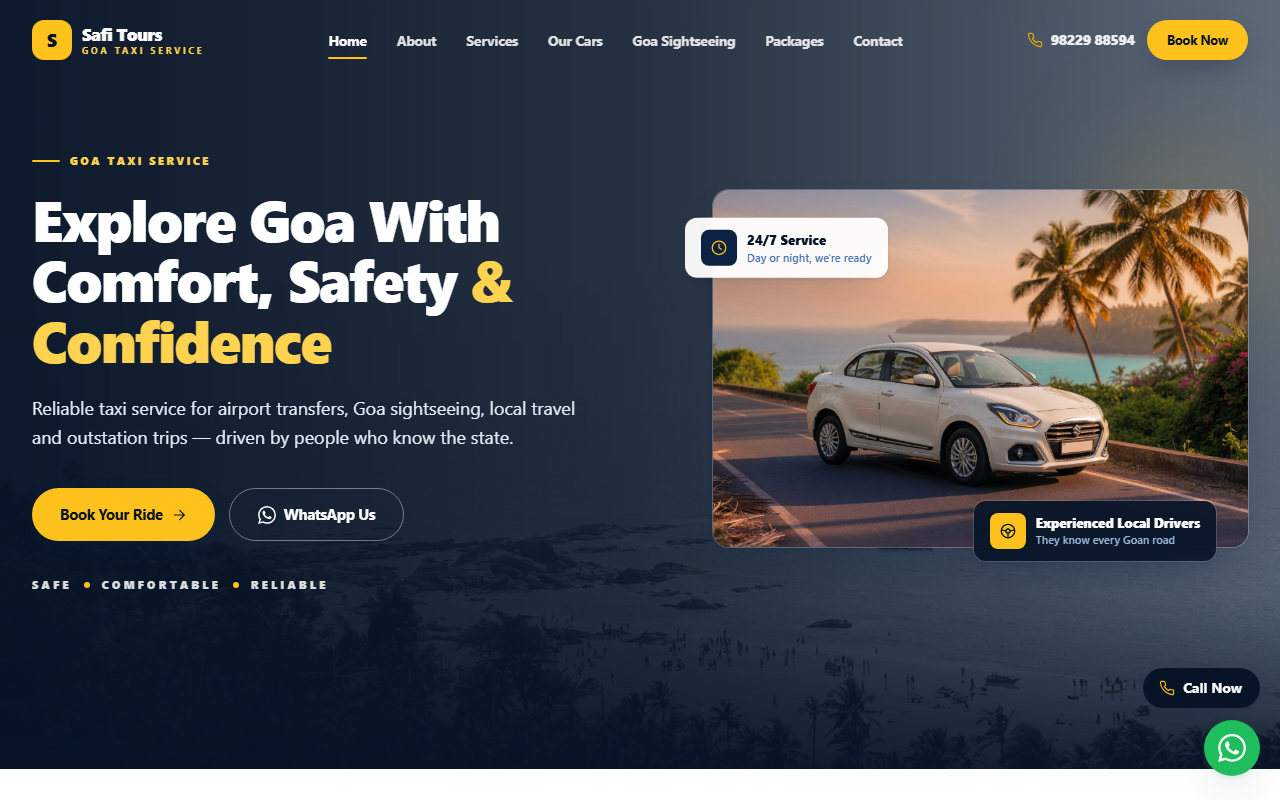 S
Safi Tours
GOA TAXI SERVICE
Home
About
Services
Our Cars
Goa Sightseeing
Packages
Contact
98229 88594
Book Now
GOA TAXI SERVICE
Explore Goa With
Comfort, Safety &
Confidence
Reliable taxi service for airport transfers, Goa sightseeing, local travel
and outstation trips — driven by people who know the state.
Book Your Ride →
WhatsApp Us
SAFE • COMFORTABLE • RELIABLE
24/7 Service
Day or night, we're ready
Experienced Local Drivers
They know every Goan road
Call Now